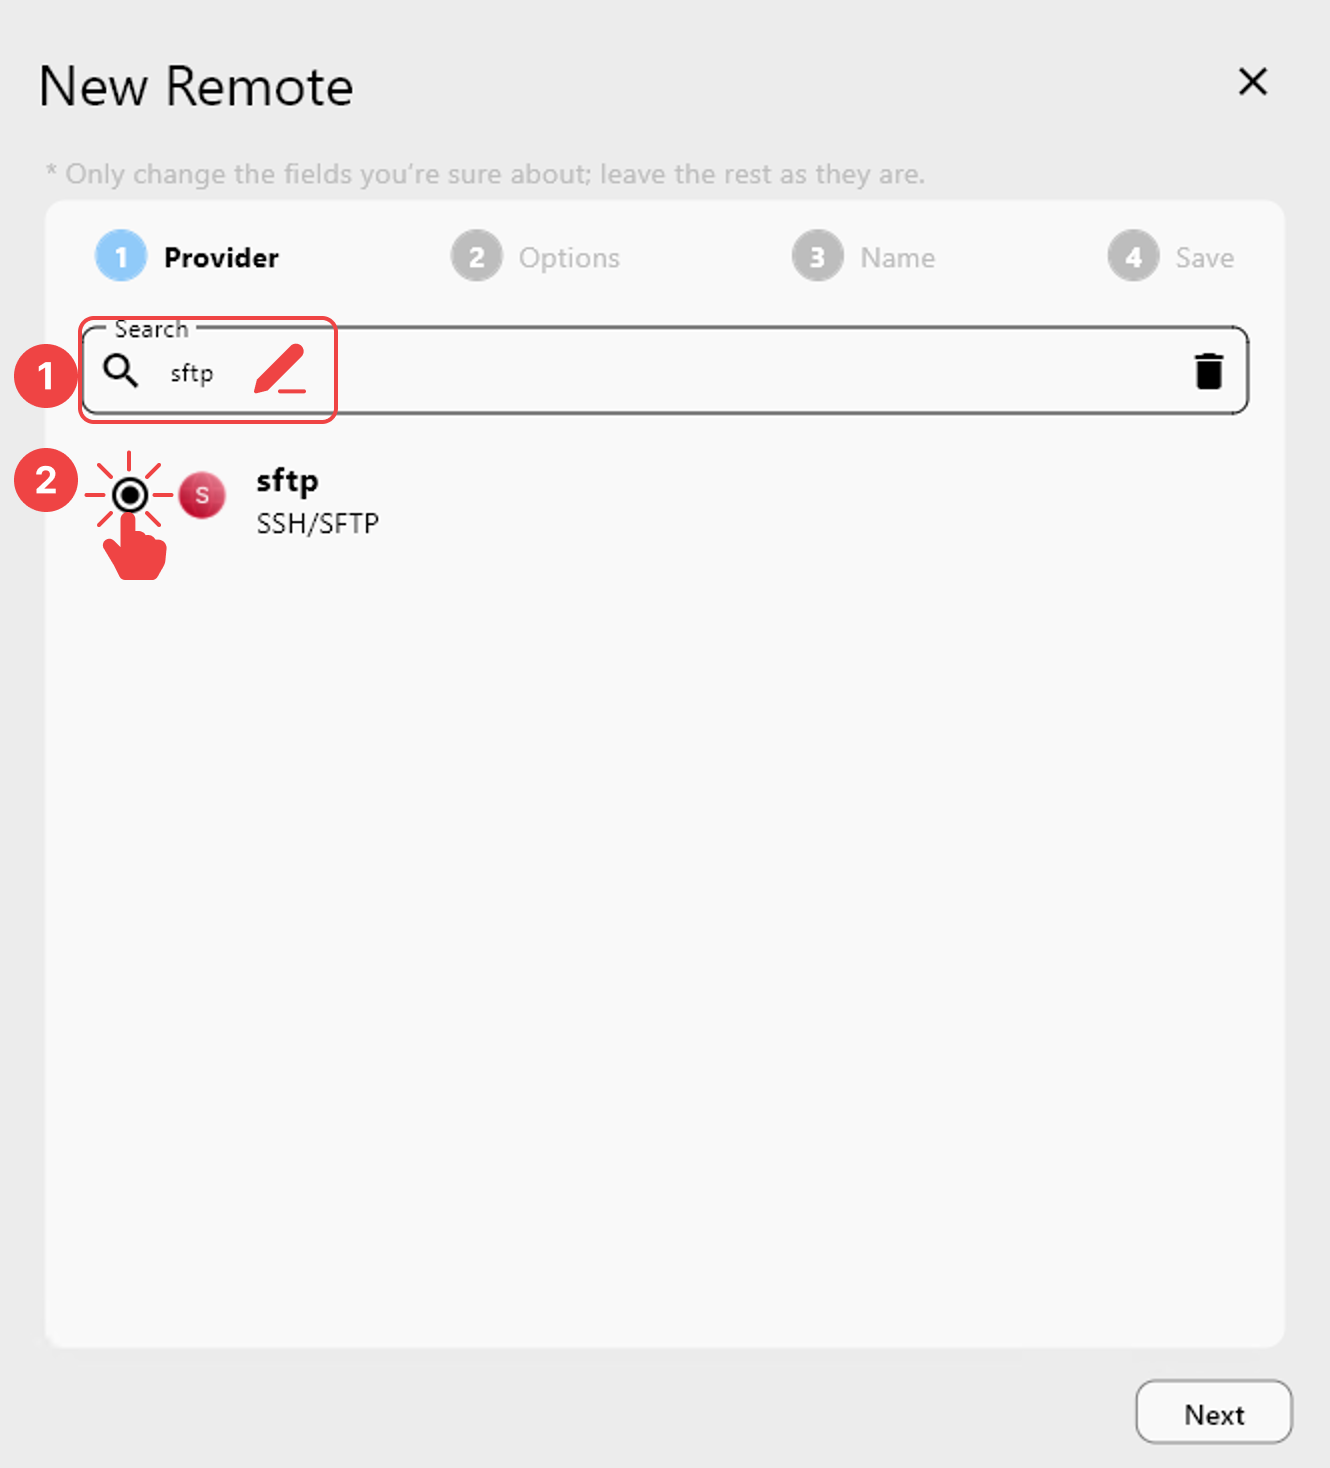 New Remote
* Only change the fields you're sure about; leave the rest as they are.
1 Provider 2 Options 3 Name 4 Save
Search
1 sftp
2 S sftp
SSH/SFTP
Next